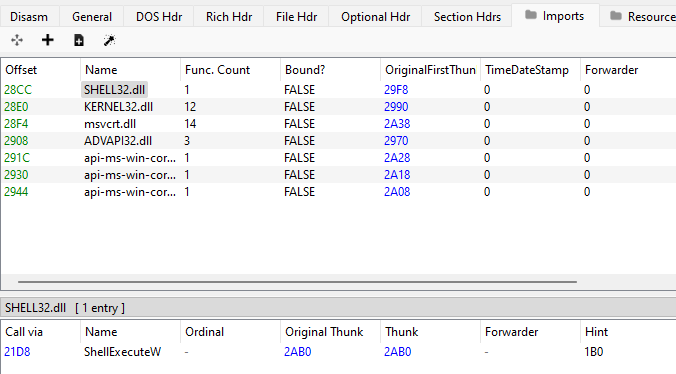 Disasm General DOS Hdr Rich Hdr File Hdr Optional Hdr Section Hdrs Imports Resource
Offset Name Func. Count Bound? OriginalFirstThun TimeDateStamp Forwarder
28CC SHELL32.dll 1 FALSE 29F8 0 0
28E0 KERNEL32.dll 12 FALSE 2990 0 0
28F4 msvcrt.dll 14 FALSE 2A38 0 0
2908 ADVAPI32.dll 3 FALSE 2970 0 0
291C api-ms-win-cor... 1 FALSE 2A28 0 0
2930 api-ms-win-cor... 1 FALSE 2A18 0 0
2944 api-ms-win-cor... 1 FALSE 2A08 0 0
SHELL32.dll [ 1 entry ]
Call via Name Ordinal Original Thunk Thunk Forwarder Hint
21D8 ShellExecuteW - 2AB0 2AB0 - 1B0